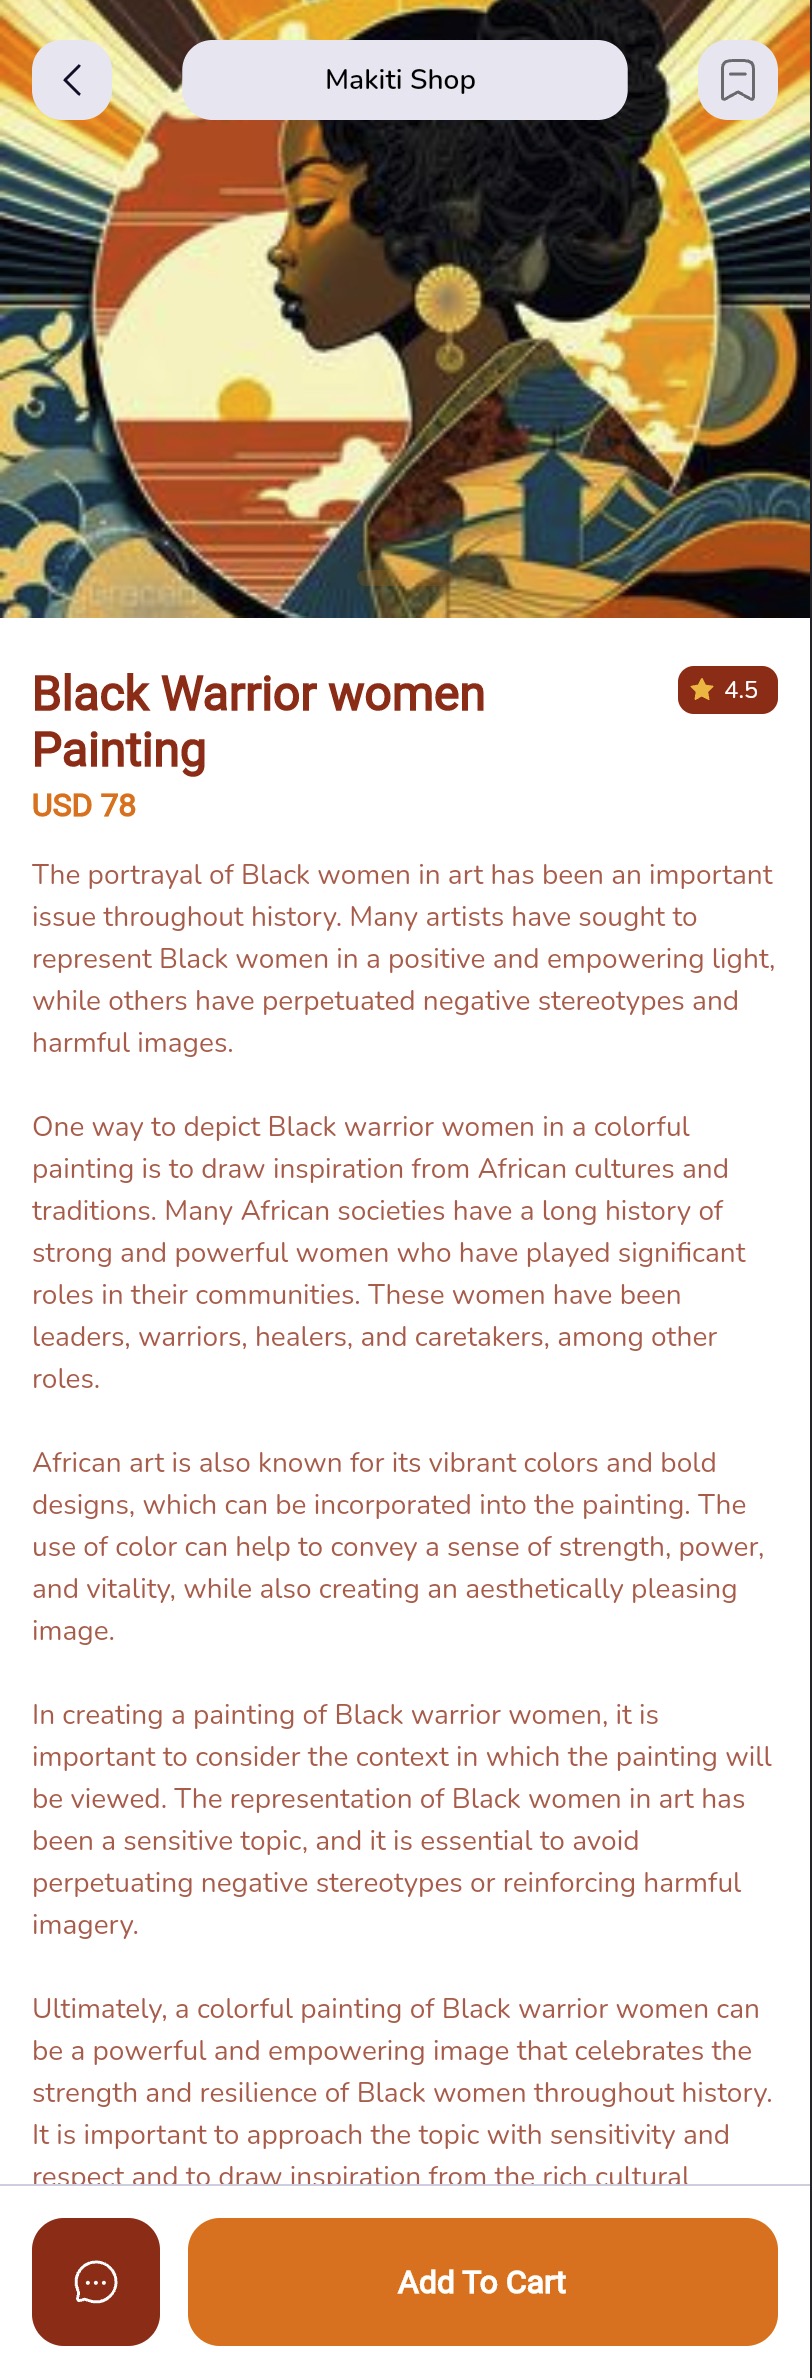 Makiti Shop
Black Warrior women
Painting
4.5
USD 78
The portrayal of Black women in art has been an important
issue throughout history. Many artists have sought to
represent Black women in a positive and empowering light,
while others have perpetuated negative stereotypes and
harmful images.
One way to depict Black warrior women in a colorful
painting is to draw inspiration from African cultures and
traditions. Many African societies have a long history of
strong and powerful women who have played significant
roles in their communities. These women have been
leaders, warriors, healers, and caretakers, among other
roles.
African art is also known for its vibrant colors and bold
designs, which can be incorporated into the painting. The
use of color can help to convey a sense of strength, power,
and vitality, while also creating an aesthetically pleasing
image.
In creating a painting of Black warrior women, it is
important to consider the context in which the painting will
be viewed. The representation of Black women in art has
been a sensitive topic, and it is essential to avoid
perpetuating negative stereotypes or reinforcing harmful
imagery.
Ultimately, a colorful painting of Black warrior women can
be a powerful and empowering image that celebrates the
strength and resilience of Black women throughout history.
It is important to approach the topic with sensitivity and
respect and to draw inspiration from the rich cultural
Add To Cart